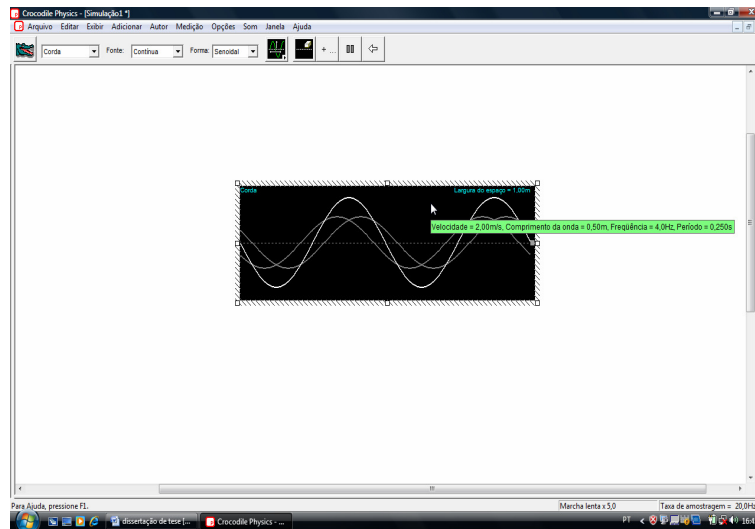 Crocodile Physics - [Simulação1 *]
Arquivo Editar Exibir Adicionar Autor Medição Opções Som Janela Ajuda
Corda Fonte: Contínua Forma: Senoidal + ...
Corda Largura do espaço = 1,00m
Velocidade = 2,00m/s, Comprimento da onda = 0,50m, Freqüência = 4,0Hz, Período = 0,250s
Para Ajuda, pressione F1. Marcha lenta x 5,0 Taxa de amostragem = 20,0
dissertação de tese [... Crocodile Physics - ... PT